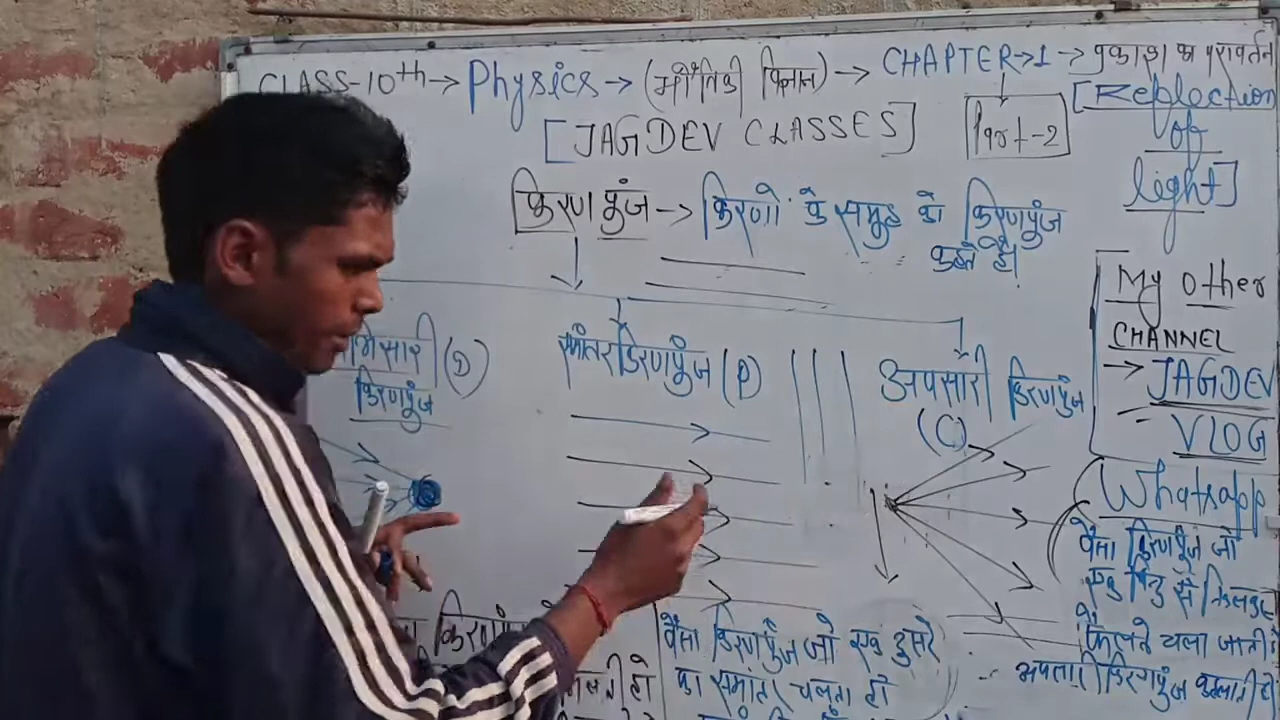 CLASS-10th → Physics → (भौतिकी विज्ञान) → CHAPTER → 1 → प्रकाश का परावर्तन
[Reflection of light]
[JAGDEV CLASSES] Part-2
किरण पुंज → किरणों के समुह को किरणपुंज
कहते है।
My Other
CHANNEL
→ JAGDEV
VLOG
Whatsapp
भिसारी (D)
किरणपुंज
समांतर किरणपुंज (P)
अपसारी किरणपुंज
(C)
किरणपुं
वैसा किरणपुंज जो एक दुसरे
का समांतर चलता हो
वैसा किरणपुंज जो
एक बिंदु से निकलकर
फैलते चला जाती
अपसारी किरणपुंज कहलाती हो